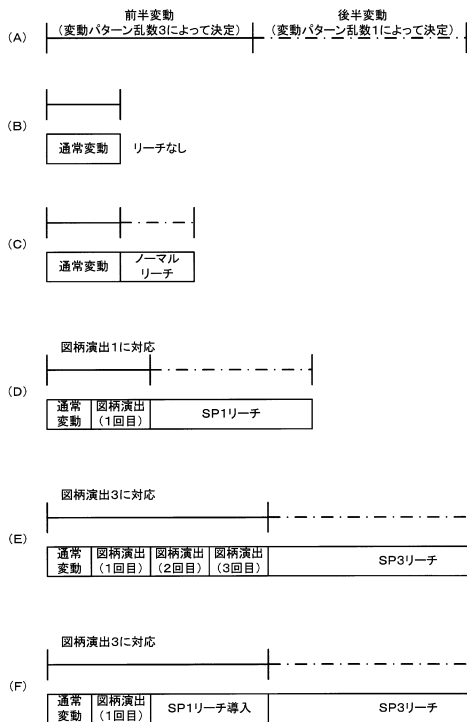 前半変動 後半変動
(変動パターン乱数3によって決定) (変動パターン乱数1によって決定)
(A)
(B)
通常変動 リーチなし
(C)
通常変動 ノーマル
リーチ
図柄演出1に対応
(D)
通常 図柄演出 SP1リーチ
変動 (1回目)
図柄演出3に対応
(E)
通常 図柄演出 図柄演出 図柄演出 SP3リーチ
変動 (1回目) (2回目) (3回目)
図柄演出3に対応
(F)
通常 図柄演出 SP1リーチ導入 SP3リーチ
変動 (1回目)